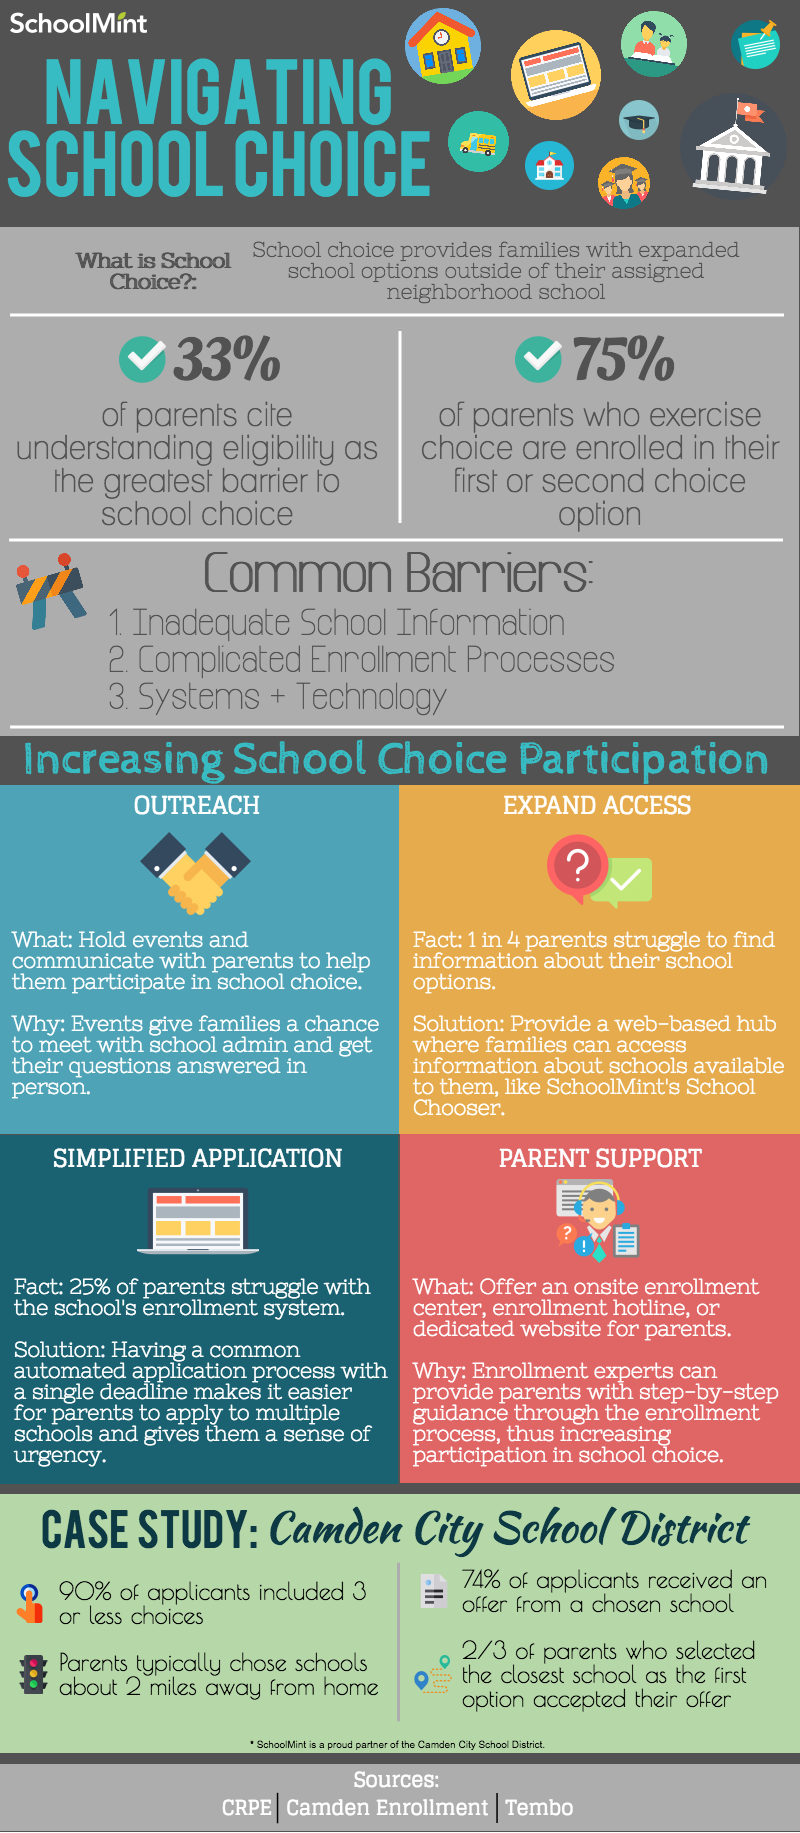 SchoolMint
NAVIGATING
SCHOOL CHOICE
What is School
Choice?:
School choice provides families with expanded
school options outside of their assigned
neighborhood school
33%
of parents cite
understanding eligibility as
the greatest barrier to
school choice
75%
of parents who exercise
choice are enrolled in their
first or second choice
option
Common Barriers:
1. Inadequate School Information
2. Complicated Enrollment Processes
3. Systems + Technology
Increasing School Choice Participation
OUTREACH
What: Hold events and
communicate with parents to help
them participate in school choice.
Why: Events give families a chance
to meet with school admin and get
their questions answered in
person.
EXPAND ACCESS
?
Fact: 1 in 4 parents struggle to find
information about their school
options.
Solution: Provide a web-based hub
where families can access
information about schools available
to them, like SchoolMint's School
Chooser.
SIMPLIFIED APPLICATION
Fact: 25% of parents struggle with
the school's enrollment system.
Solution: Having a common
automated application process with
a single deadline makes it easier
for parents to apply to multiple
schools and gives them a sense of
urgency.
PARENT SUPPORT
?
!
What: Offer an onsite enrollment
center, enrollment hotline, or
dedicated website for parents.
Why: Enrollment experts can
provide parents with step-by-step
guidance through the enrollment
process, thus increasing
participation in school choice.
CASE STUDY: Camden City School District
90% of applicants included 3
or less choices
Parents typically chose schools
about 2 miles away from home
74% of applicants received an
offer from a chosen school
2/3 of parents who selected
the closest school as the first
option accepted their offer
* SchoolMint is a proud partner of the Camden City School District.
Sources:
CRPE | Camden Enrollment | Tembo